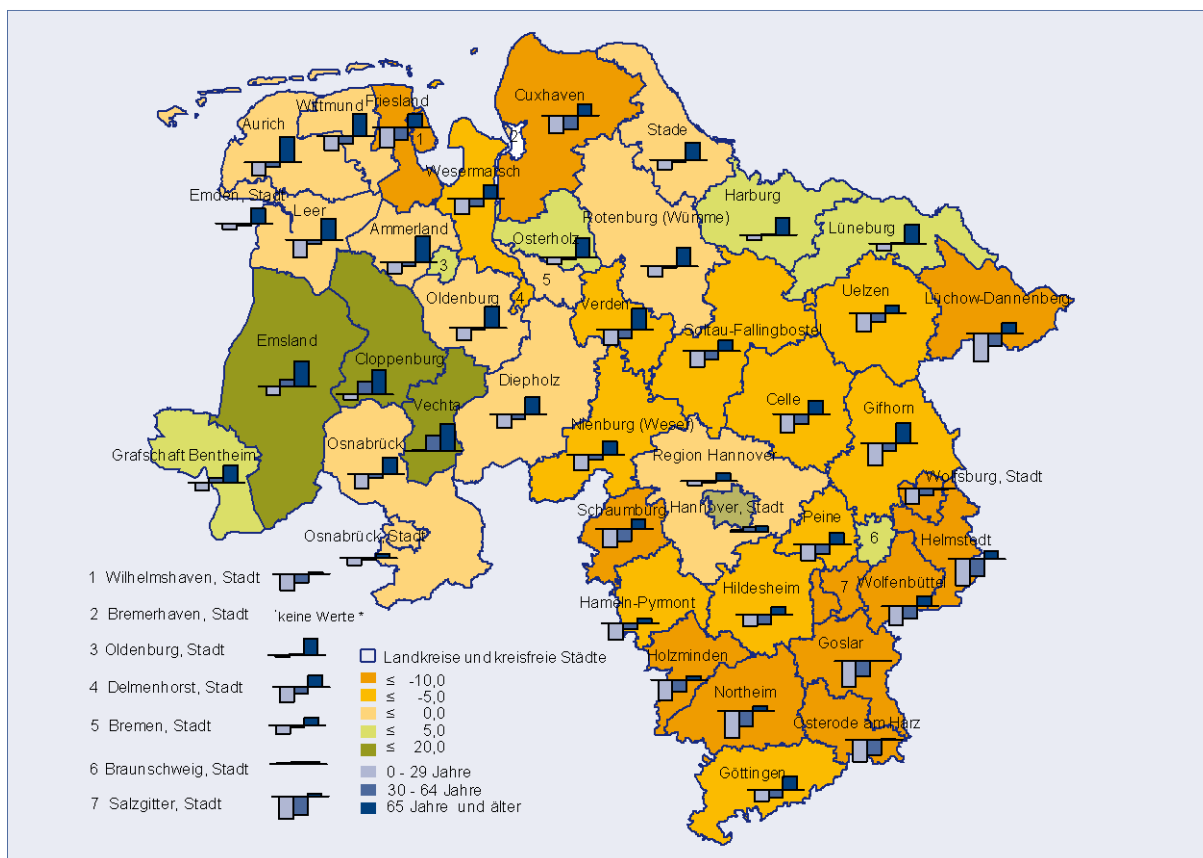 Cuxhaven
Wittmund
Friesland
Aurich
1
2
Stade
Wesermarsch
Harburg
Emden, Stadt
Leer
Rotenburg (Wümme)
Lüneburg
Ammerland
Osterholz
3
5
4
Oldenburg
Verden
Uelzen
Lüchow-Dannenberg
Soltau-Fallingbostel
Emsland
Cloppenburg
Diepholz
Vechta
Celle
Gifhorn
Nienburg (Weser)
Osnabrück
Grafschaft Bentheim
Region Hannover
Wolfsburg, Stadt
Schaumburg
Hannover, Stadt
Peine
6
Helmstedt
Osnabrück, Stadt
Hildesheim
7
Wolfenbüttel
Hameln-Pyrmont
Goslar
Holzminden
Northeim
Osterode am Harz
Göttingen
1 Wilhelmshaven, Stadt
2 Bremerhaven, Stadt 'keine Werte *
3 Oldenburg, Stadt
4 Delmenhorst, Stadt
5 Bremen, Stadt
6 Braunschweig, Stadt
7 Salzgitter, Stadt
Landkreise und kreisfreie Städte
≤ -10,0
≤ -5,0
≤ 0,0
≤ 5,0
≤ 20,0
0 - 29 Jahre
30 - 64 Jahre
65 Jahre und älter